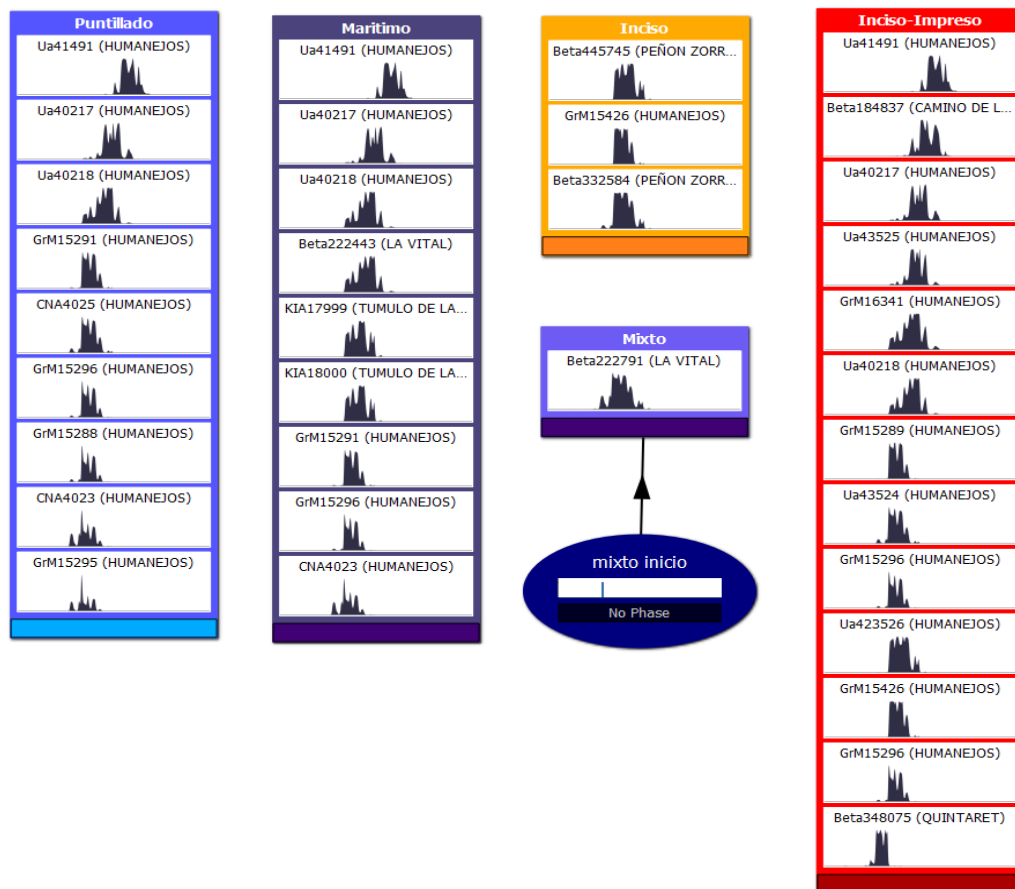 Puntillado
Ua41491 (HUMANEJOS)
Ua40217 (HUMANEJOS)
Ua40218 (HUMANEJOS)
GrM15291 (HUMANEJOS)
CNA4025 (HUMANEJOS)
GrM15296 (HUMANEJOS)
GrM15288 (HUMANEJOS)
CNA4023 (HUMANEJOS)
GrM15295 (HUMANEJOS)
Maritimo
Ua41491 (HUMANEJOS)
Ua40217 (HUMANEJOS)
Ua40218 (HUMANEJOS)
Beta222443 (LA VITAL)
KIA17999 (TUMULO DE LA...
KIA18000 (TUMULO DE LA...
GrM15291 (HUMANEJOS)
GrM15296 (HUMANEJOS)
CNA4023 (HUMANEJOS)
Inciso
Beta445745 (PEÑON ZORR...
GrM15426 (HUMANEJOS)
Beta332584 (PEÑON ZORR...
Mixto
Beta222791 (LA VITAL)
mixto inicio
No Phase
Inciso-Impreso
Ua41491 (HUMANEJOS)
Beta184837 (CAMINO DE L...
Ua40217 (HUMANEJOS)
Ua43525 (HUMANEJOS)
GrM16341 (HUMANEJOS)
Ua40218 (HUMANEJOS)
GrM15289 (HUMANEJOS)
Ua43524 (HUMANEJOS)
GrM15296 (HUMANEJOS)
Ua423526 (HUMANEJOS)
GrM15426 (HUMANEJOS)
GrM15296 (HUMANEJOS)
Beta348075 (QUINTARET)